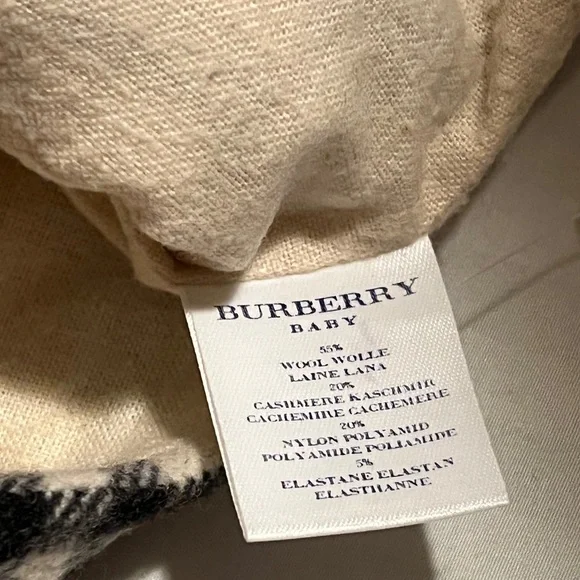 BURBERRY
BABY
55%
WOOL WOLLE
LAINE LANA
20%
CASHMERE KASCHMIR
CACHEMIRE CACHEMERE
20%
NYLON POLYAMID
POLYAMIDE POLIAMIDE
5%
ELASTANE ELASTAN
ELASTHANNE